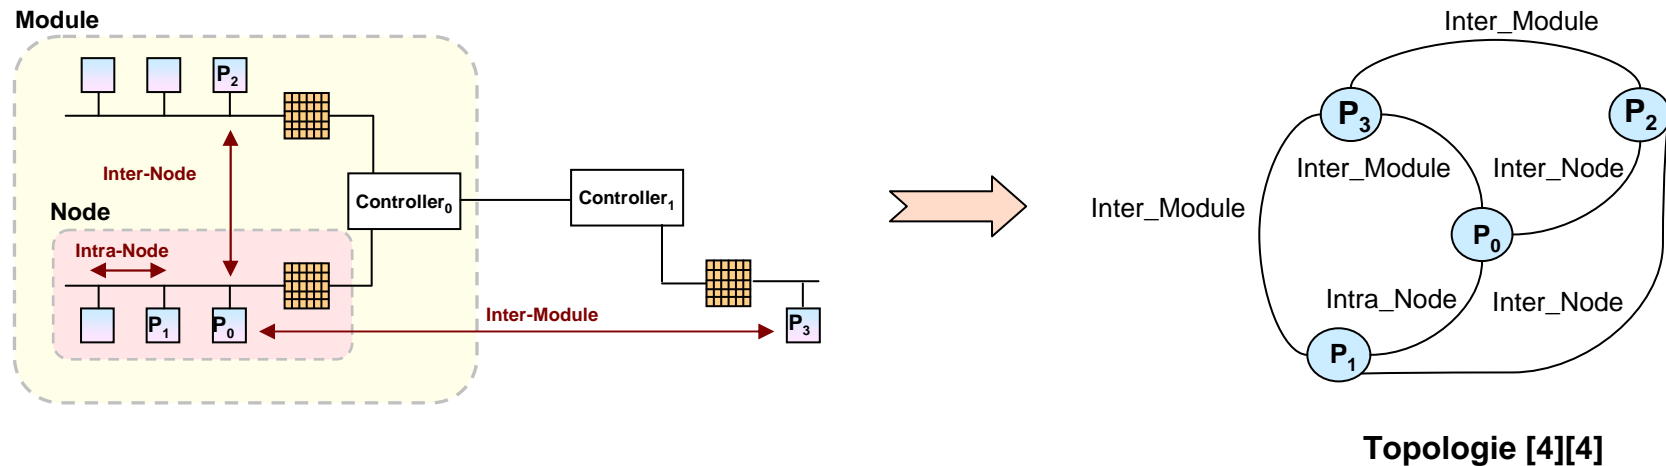 Module
P2
Inter-Node
Controller0
Controller1
Node
Intra-Node
P1
P0
Inter-Module
P3
Inter_Module
P3
P2
Inter_Module
Inter_Node
Inter_Module
P0
Intra_Node
Inter_Node
P1
Topologie [4][4]